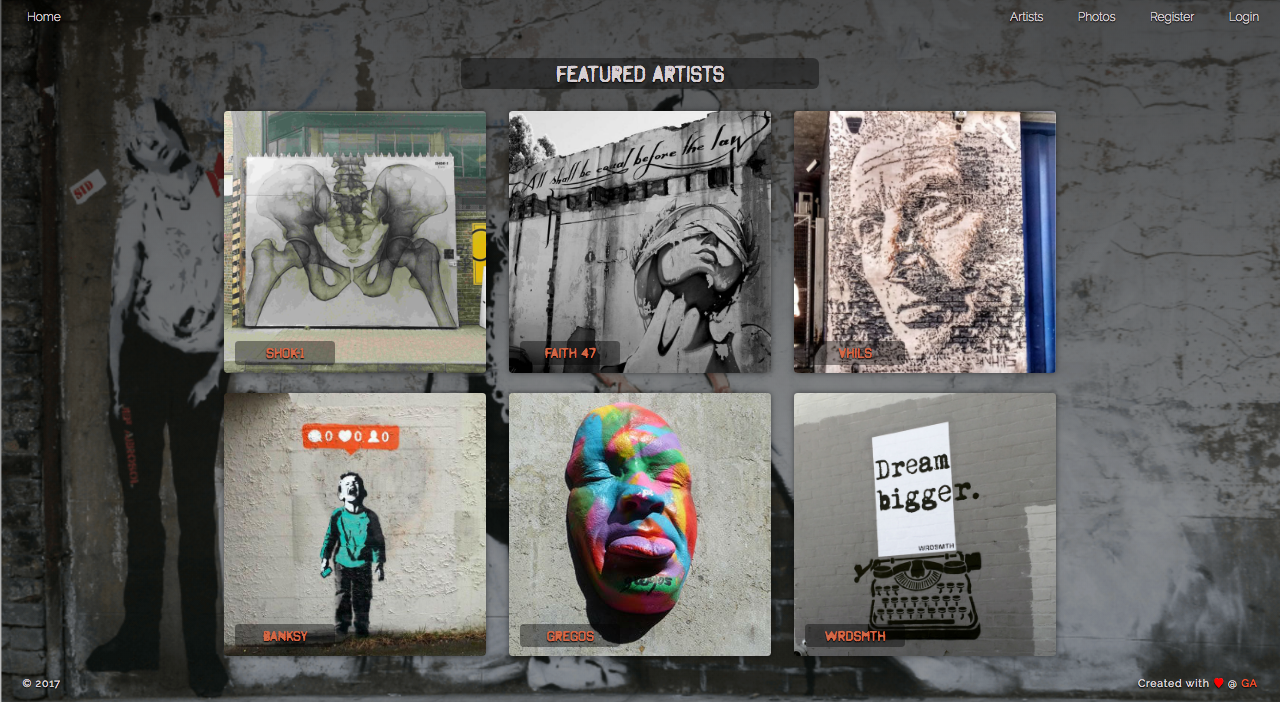 Home
Artists Photos Register Login
FEATURED ARTISTS
SID
All shall be equal before the law
SHOK-1
FAITH 47
VHILS
0 0 0
Dream
bigger.
WRDSMTH
BANKSY
GREGOS
WRDSMTH
© 2017
Created with ♥ @ GA